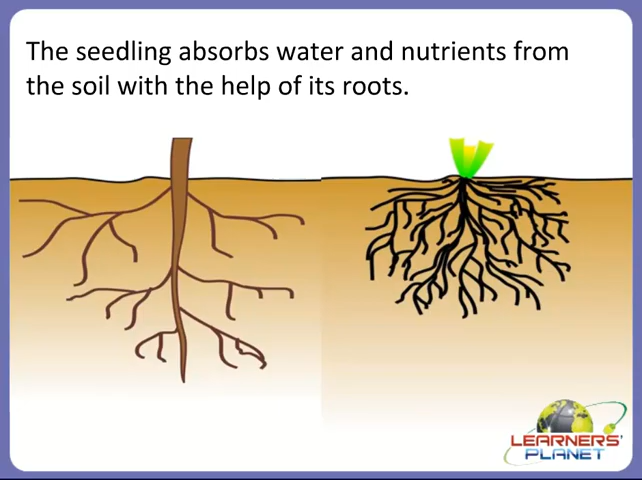 The seedling absorbs water and nutrients from
the soil with the help of its roots.
LEARNERS'
PLANET